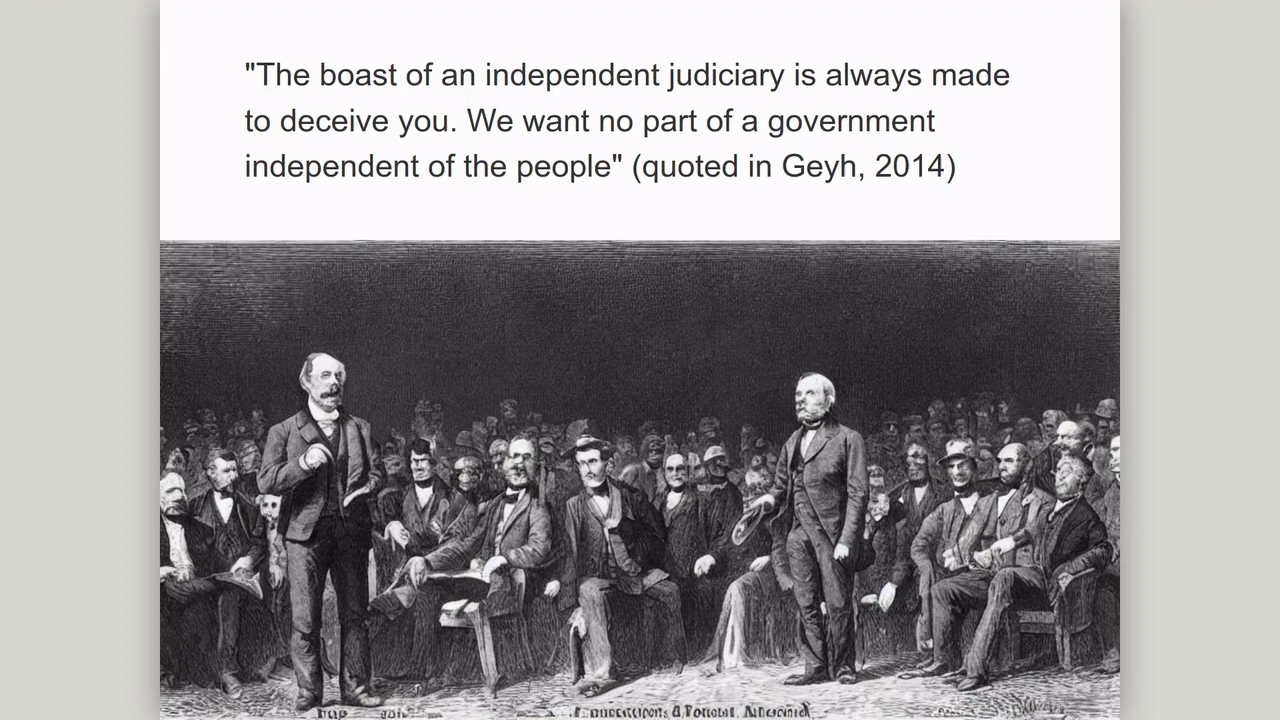 "The boast of an independent judiciary is always made
to deceive you. We want no part of a government
independent of the people" (quoted in Geyh, 2014)